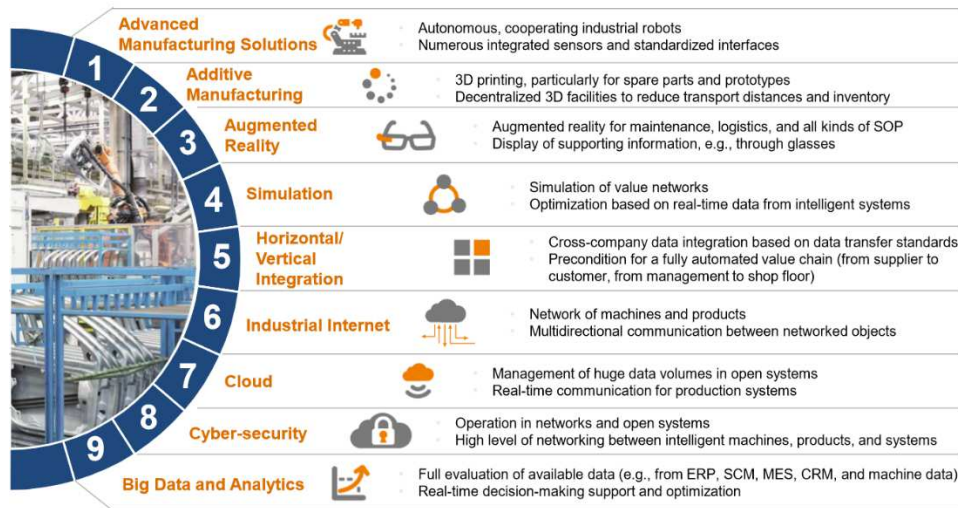 1
Advanced
Manufacturing Solutions
Autonomous, cooperating industrial robots
Numerous integrated sensors and standardized interfaces
2
Additive
Manufacturing
3D printing, particularly for spare parts and prototypes
Decentralized 3D facilities to reduce transport distances and inventory
3
Augmented
Reality
Augmented reality for maintenance, logistics, and all kinds of SOP
Display of supporting information, e.g., through glasses
4
Simulation
Simulation of value networks
Optimization based on real-time data from intelligent systems
5
Horizontal/
Vertical
Integration
Cross-company data integration based on data transfer standards
Precondition for a fully automated value chain (from supplier to
customer, from management to shop floor)
6
Industrial Internet
Network of machines and products
Multidirectional communication between networked objects
7
Cloud
Management of huge data volumes in open systems
Real-time communication for production systems
8
Cyber-security
Operation in networks and open systems
High level of networking between intelligent machines, products, and systems
9
Big Data and Analytics
Full evaluation of available data (e.g., from ERP, SCM, MES, CRM, and machine data)
Real-time decision-making support and optimization